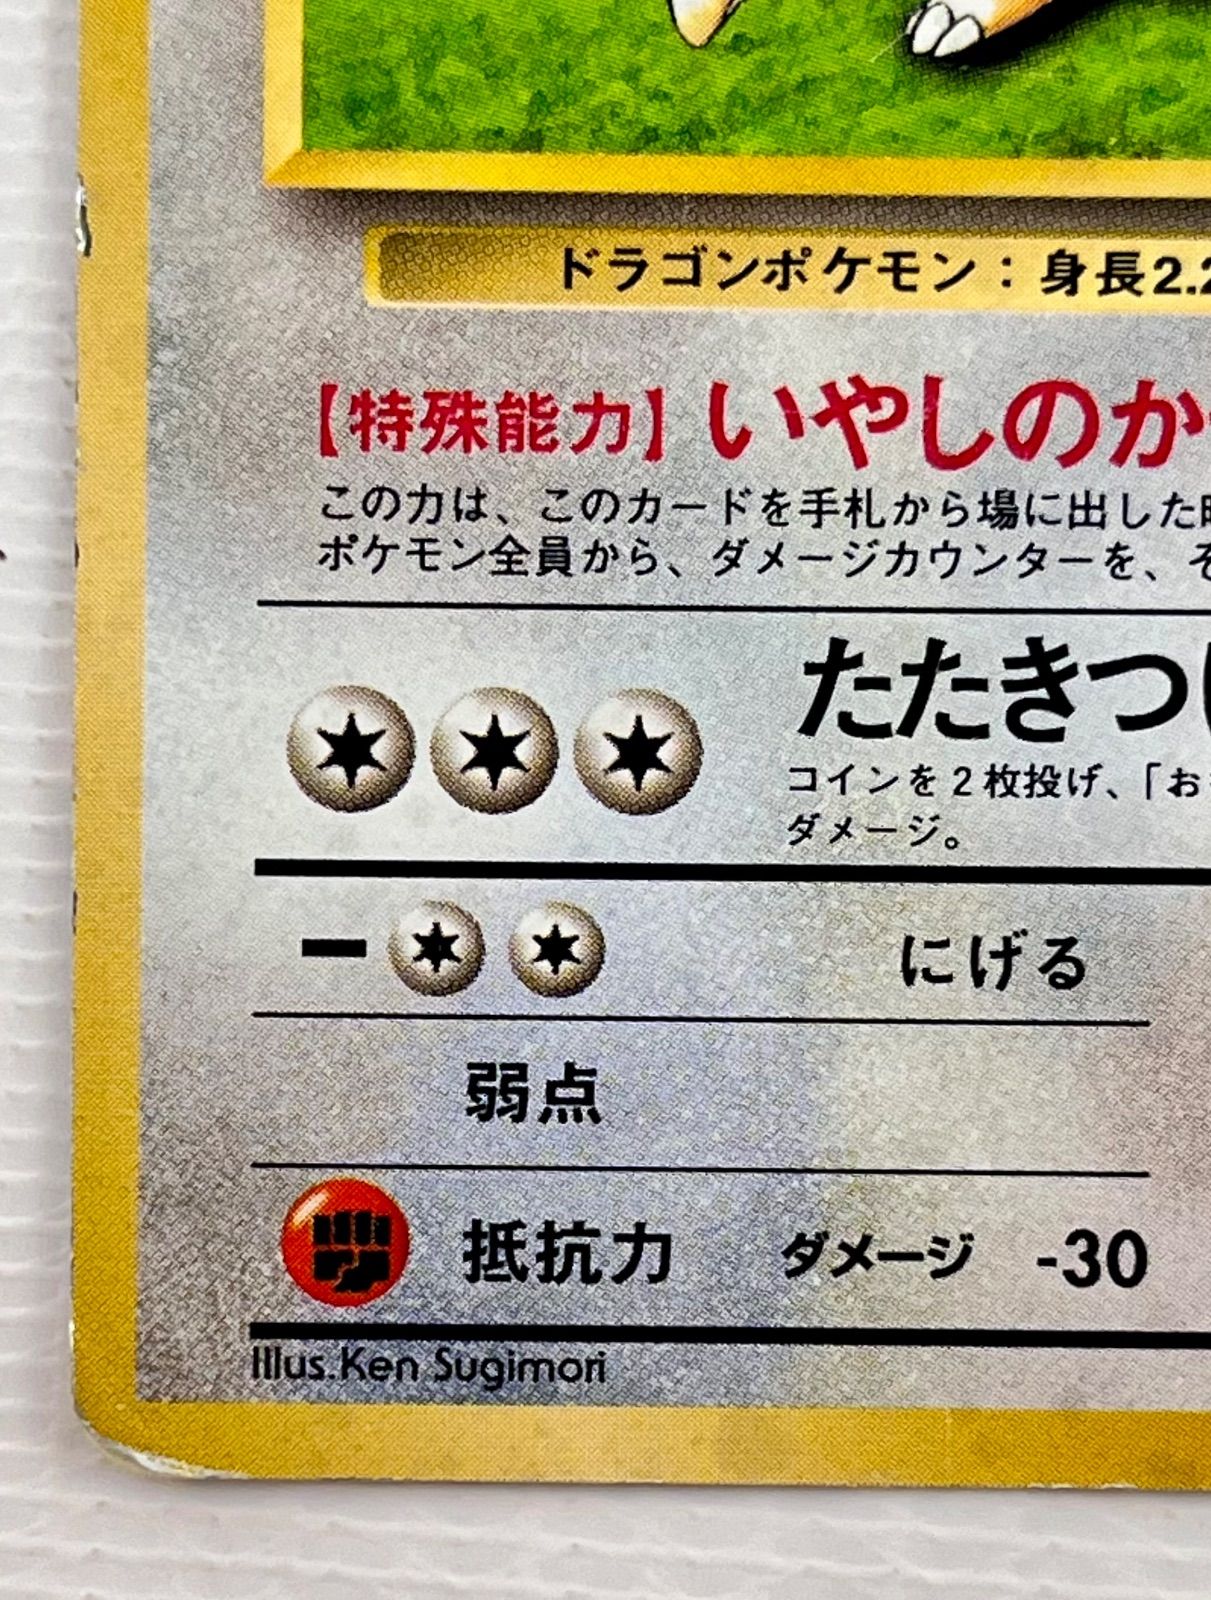 ドラゴンポケモン：身長2.2
【特殊能力】いやしのか
この力は、このカードを手札から場に出した
ポケモン全員から、ダメージカウンターを、そ
たたきつ
コインを2枚投げ、「お
ダメージ。
にげる
弱点
抵抗力 ダメージ -30
Illus.Ken Sugimori